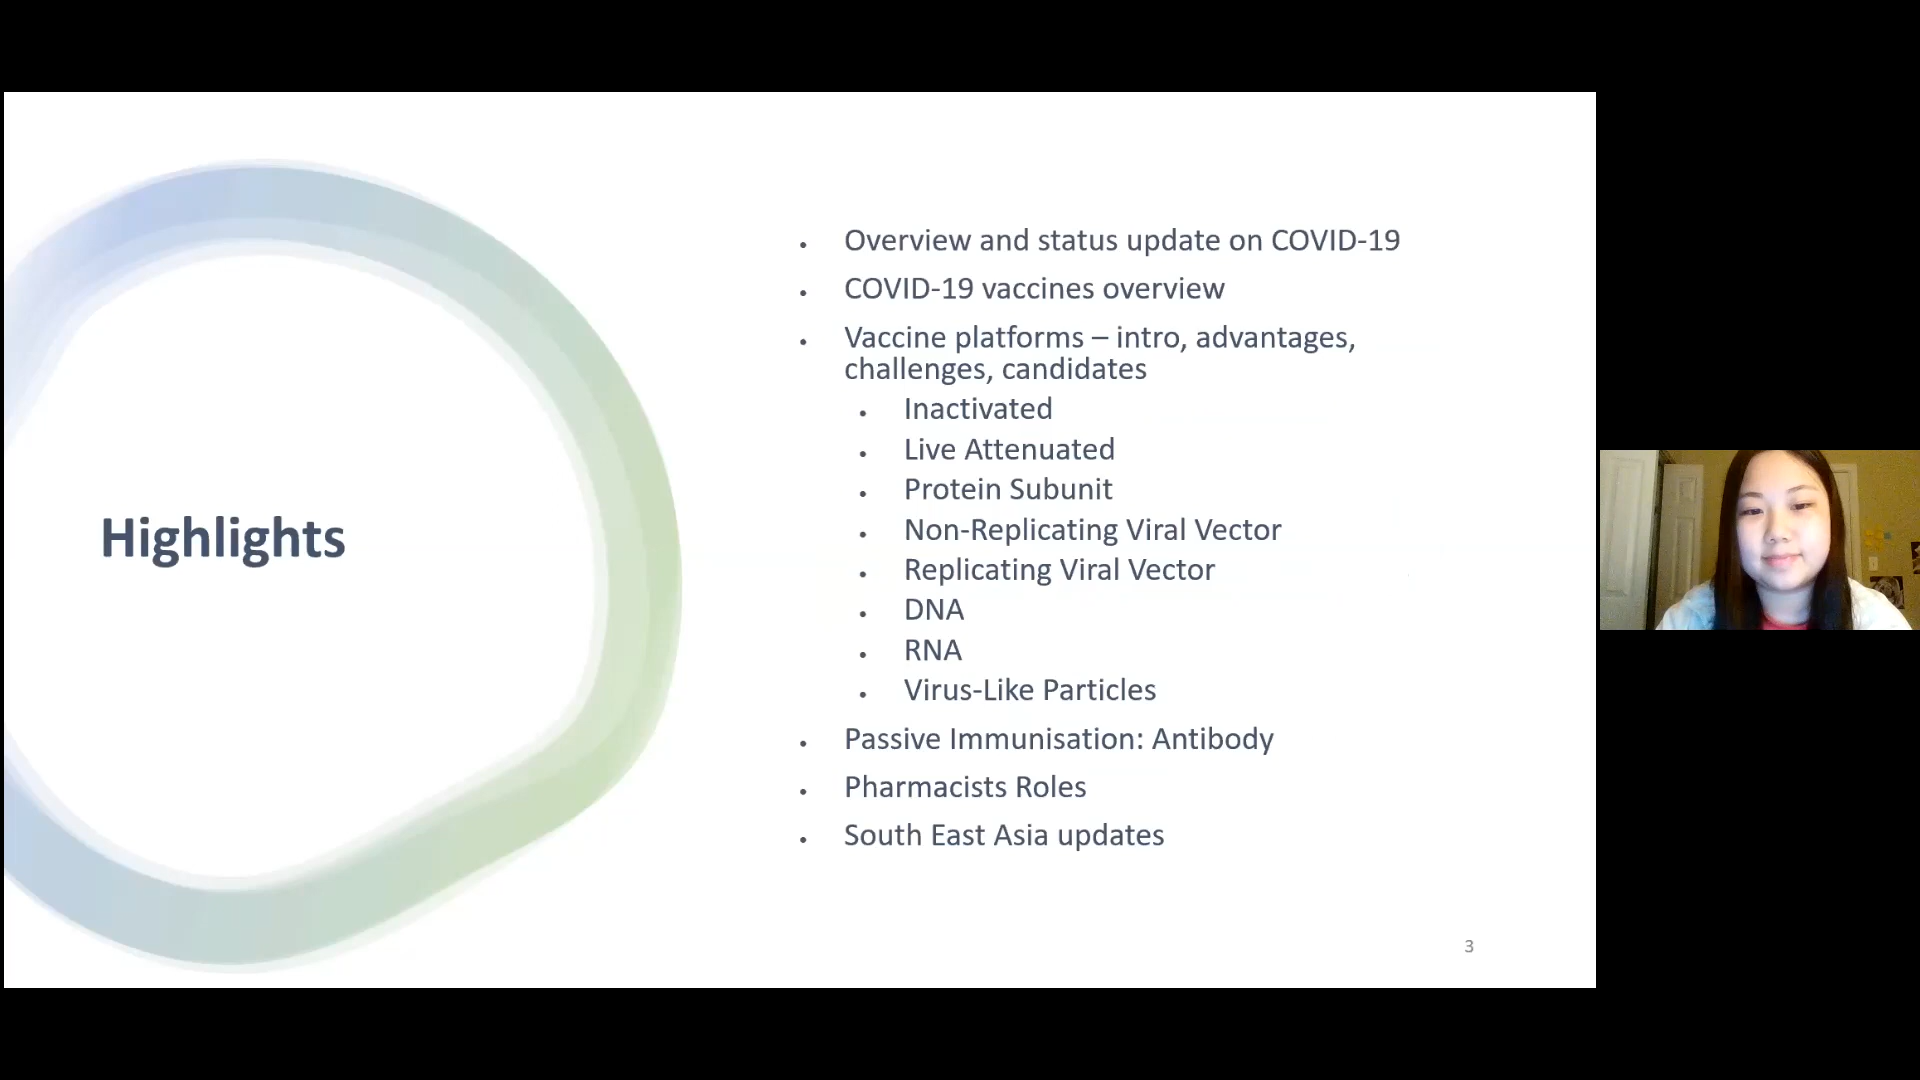 Highlights
Overview and status update on COVID-19
COVID-19 vaccines overview
Vaccine platforms – intro, advantages,
challenges, candidates
Inactivated
Live Attenuated
Protein Subunit
Non-Replicating Viral Vector
Replicating Viral Vector
DNA
RNA
Virus-Like Particles
Passive Immunisation: Antibody
Pharmacists Roles
South East Asia updates
3